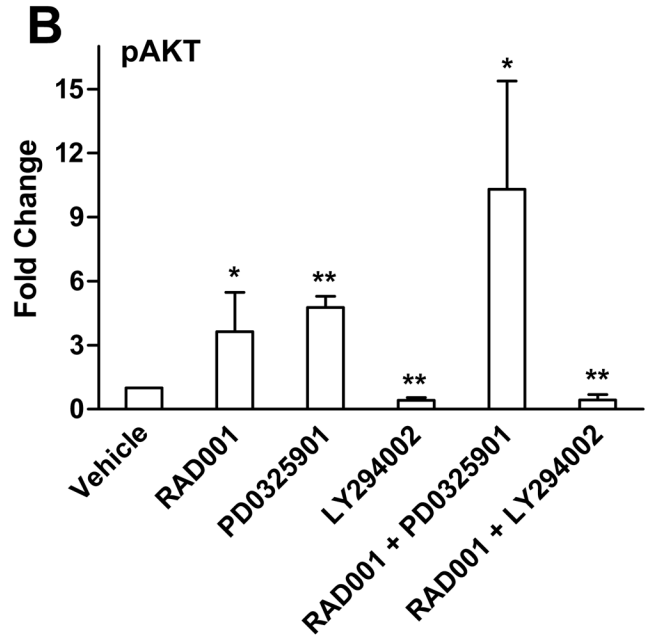 B
pAKT
Fold Change
15
12
9
6
3
0
*
**
**
*
**
Vehicle
RAD001
PD0325901
LY294002
RAD001 + PD0325901
RAD001 + LY294002